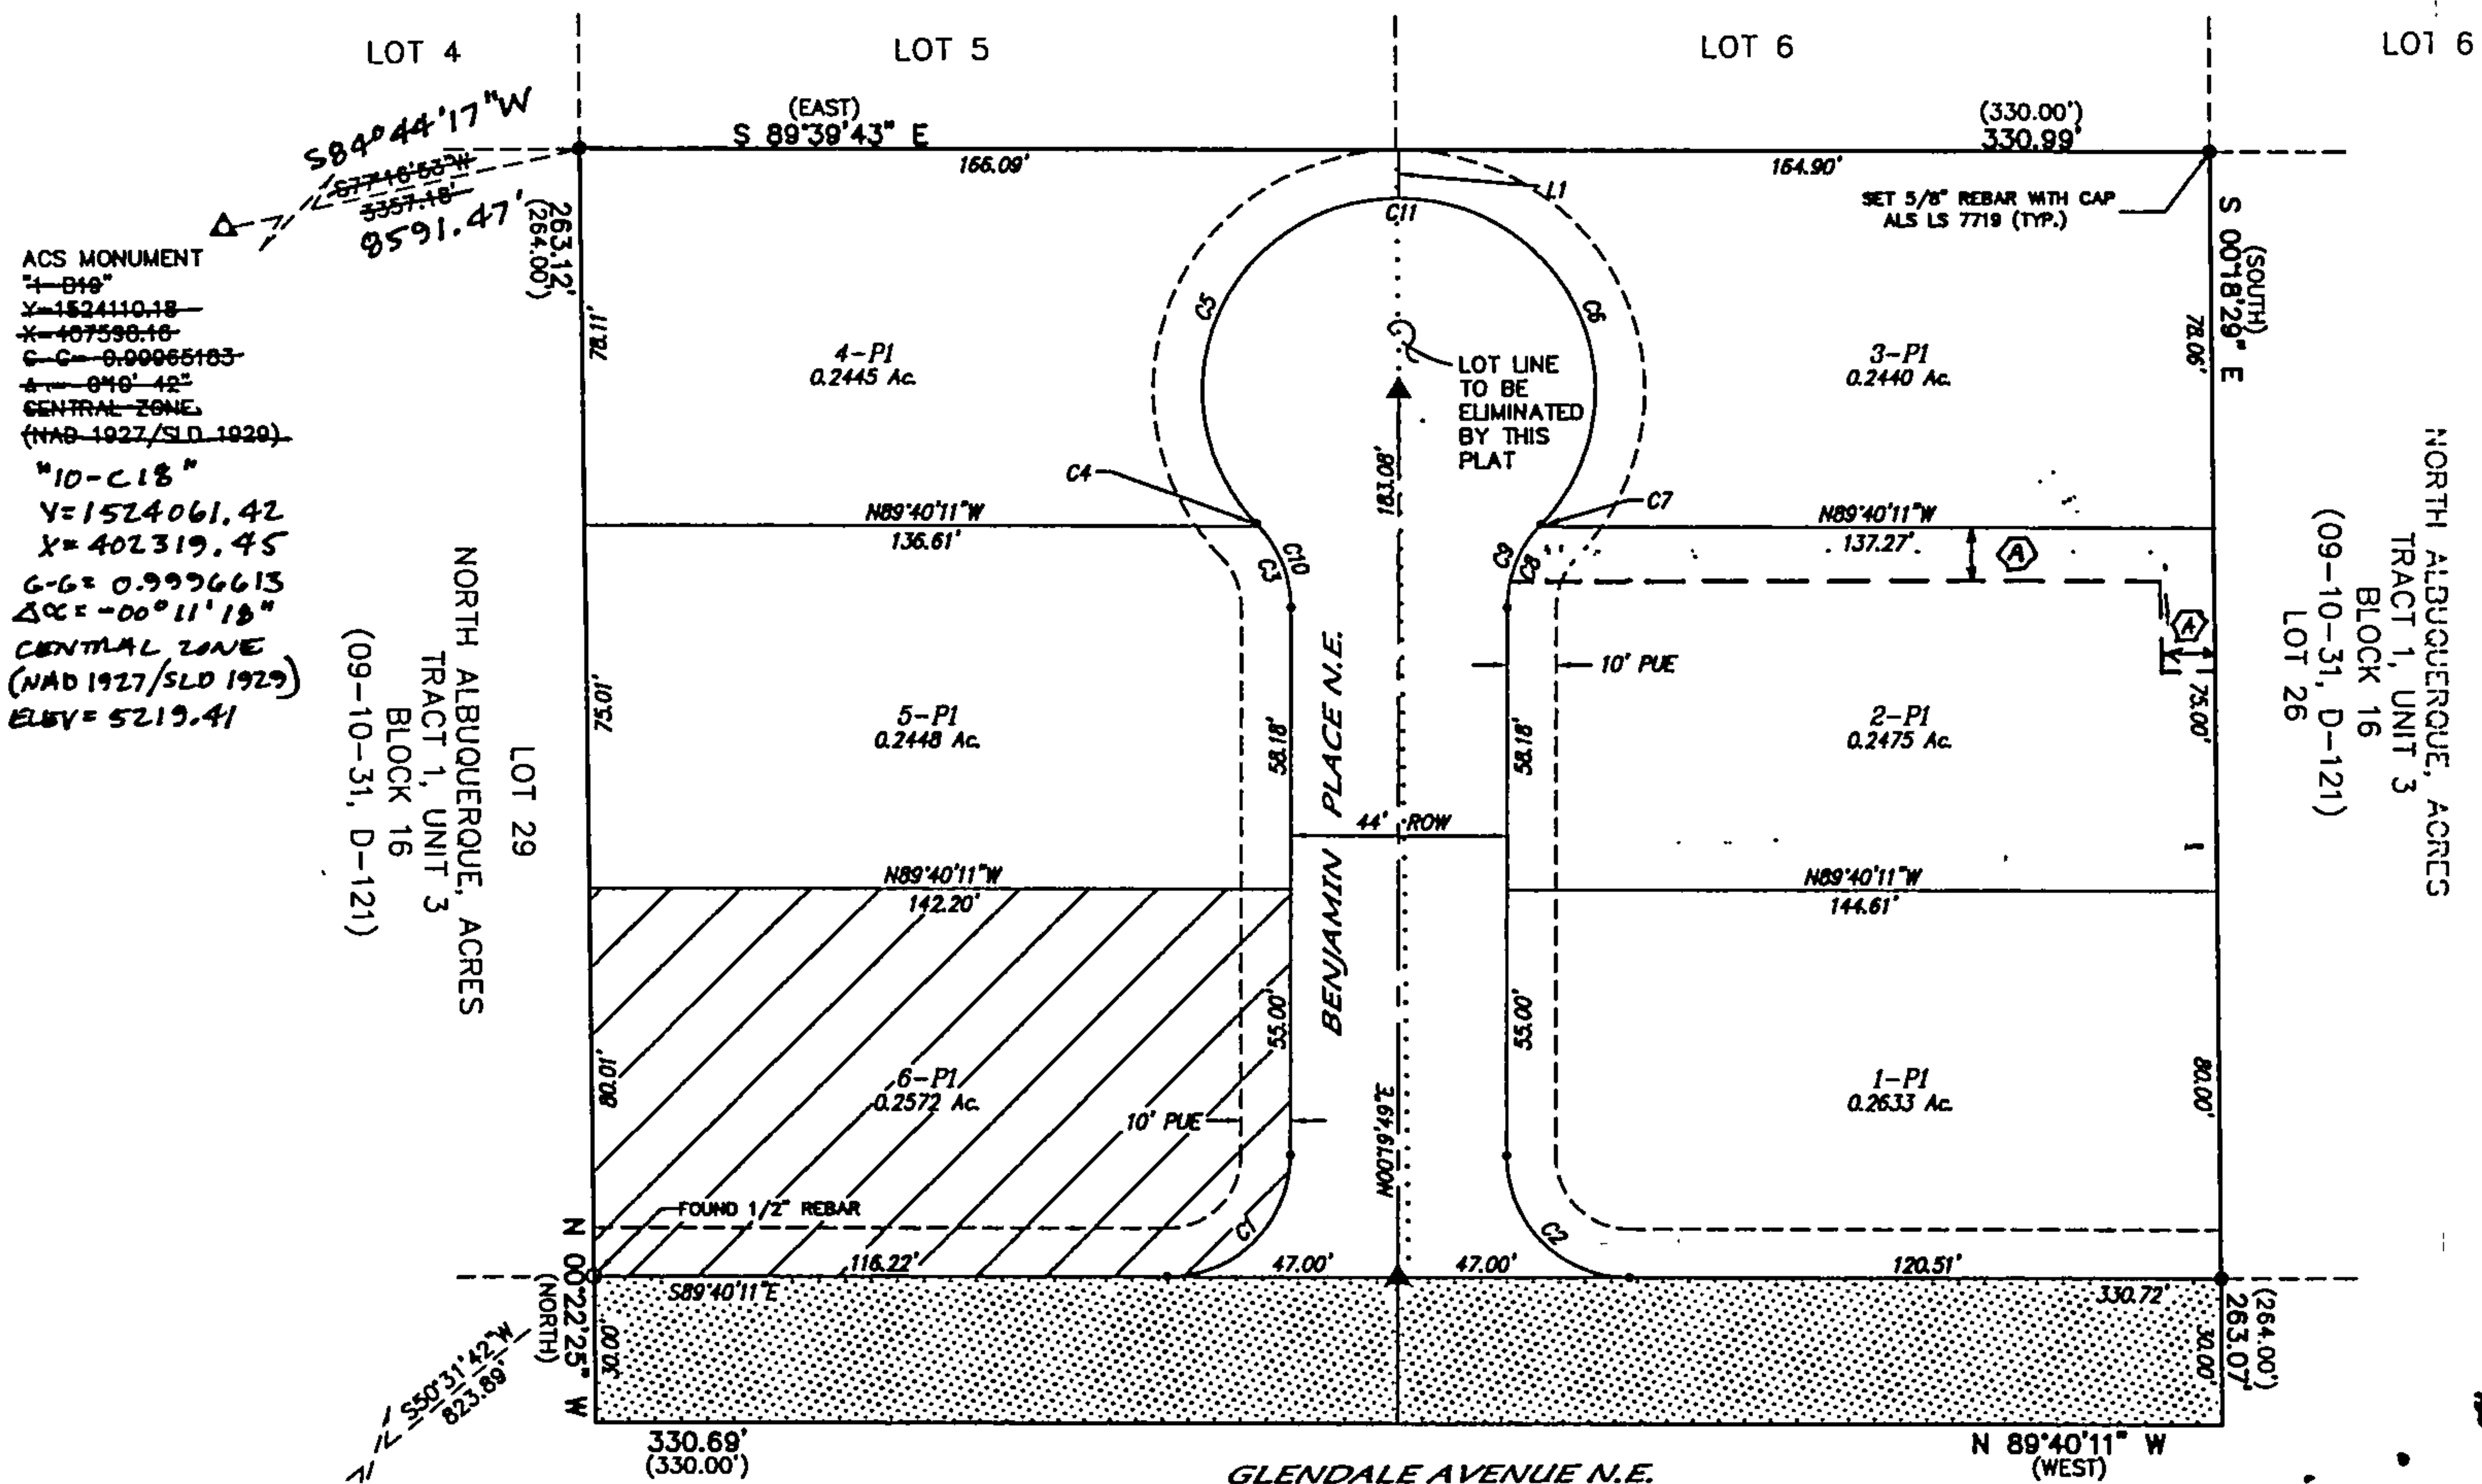 LOT 4
LOT 5
LOT 6
LOT 6
S84°44'17"W
S77°16'53"W
3357.18'
8591.47'
(EAST)
S 89°39'43" E
166.09'
(330.00')
330.99'
164.90'
SET 5/8" REBAR WITH CAP
ALS LS 7719 (TYP.)
L1
C11
ACS MONUMENT
"1-D19"
Y=1524110.18
X=407598.16
G-G= 0.99965183
CENTRAL ZONE
(NAD 1927/SLD 1929)
"10-C18"
Y=1524061.42
X=402319.45
G-G= 0.9996613
Δ∝= -00°11'18"
CENTRAL ZONE
(NAD 1927/SLD 1929)
ELEV= 5219.41
263.12'
(264.00')
78.11'
C5
C6
4-P1
0.2445 Ac.
LOT LINE
TO BE
ELIMINATED
BY THIS
PLAT
3-P1
0.2440 Ac.
(SOUTH)
S 00°18'29" E
78.06'
C4
183.08'
C7
N89°40'11"W
136.61'
N89°40'11"W
137.27'
A
C10
C3
C9
C8
A
10' PUE
75.01'
5-P1
0.2448 Ac.
58.18'
BENJAMIN PLACE N.E.
58.18'
2-P1
0.2475 Ac.
75.00'
44' ROW
LOT 29
NORTH ALBUQUERQUE, ACRES
TRACT 1, UNIT 3
BLOCK 16
(09-10-31, D-121)
NORTH ALBUQUERQUE, ACRES
TRACT 1, UNIT 3
BLOCK 16
(09-10-31, D-121)
LOT 26
N89°40'11"W
142.20'
N89°40'11"W
144.61'
80.01'
6-P1
0.2572 Ac.
55.00'
55.00'
1-P1
0.2633 Ac.
80.00'
10' PUE
N00°19'49"E
FOUND 1/2" REBAR
C1
C2
116.22'
47.00'
47.00'
120.51'
S89°40'11"E
330.72'
N 00°22'25" W
(NORTH)
30.00'
30.00'
(264.00')
263.07'
S50°31'42"W
823.89'
330.69'
(330.00')
N 89°40'11" W
(WEST)
GLENDALE AVENUE N.E.